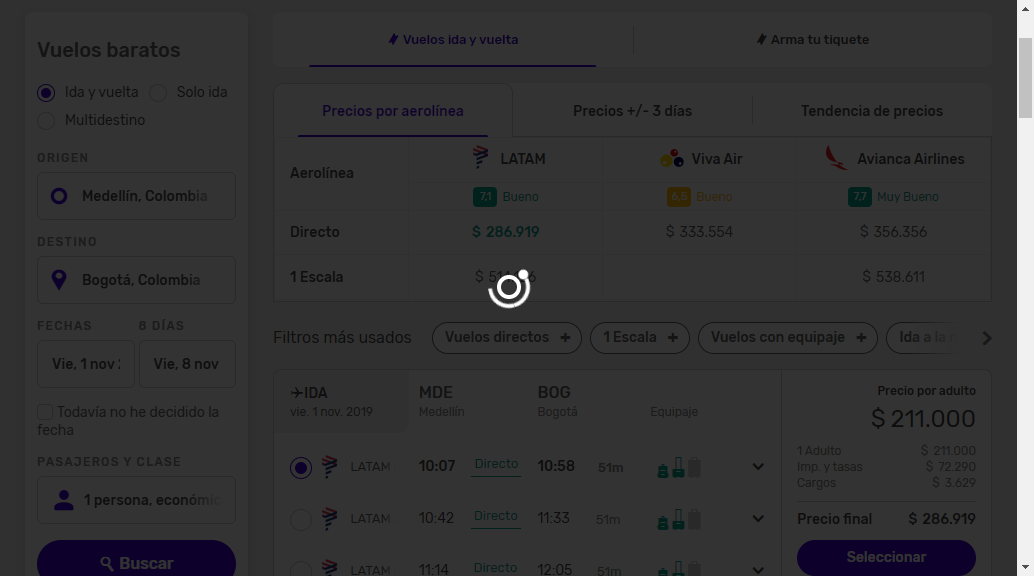 Vuelos baratos
Ida y vuelta
Solo ida
Multidestino
ORIGEN
Medellín, Colombia
DESTINO
Bogotá, Colombia
FECHAS
8 DÍAS
Vie, 1 nov
Vie, 8 nov
Todavía no he decidido la
fecha
PASAJEROS Y CLASE
1 persona, económic
Buscar
Vuelos ida y vuelta
Arma tu tiquete
Precios por aerolínea
Precios +/- 3 días
Tendencia de precios
Aerolínea
LATAM
Viva Air
Avianca Airlines
7,1 Bueno
6,5 Bueno
7,7 Muy Bueno
Directo
$ 286.919
$ 333.554
$ 356.356
1 Escala
$
$ 538.611
Filtros más usados
Vuelos directos +
1 Escala +
Vuelos con equipaje +
Ida a la
IDA
MDE
BOG
vie. 1 nov. 2019
Medellín
Bogotá
Equipaje
LATAM 10:07 Directo 10:58 51m
LATAM 10:42 Directo 11:33 51m
LATAM 11:14 Directo 12:05 51m
Precio por adulto
$ 211.000
1 Adulto $ 211.000
Imp. y tasas $ 72.290
Cargos $ 3.629
Precio final $ 286.919
Seleccionar